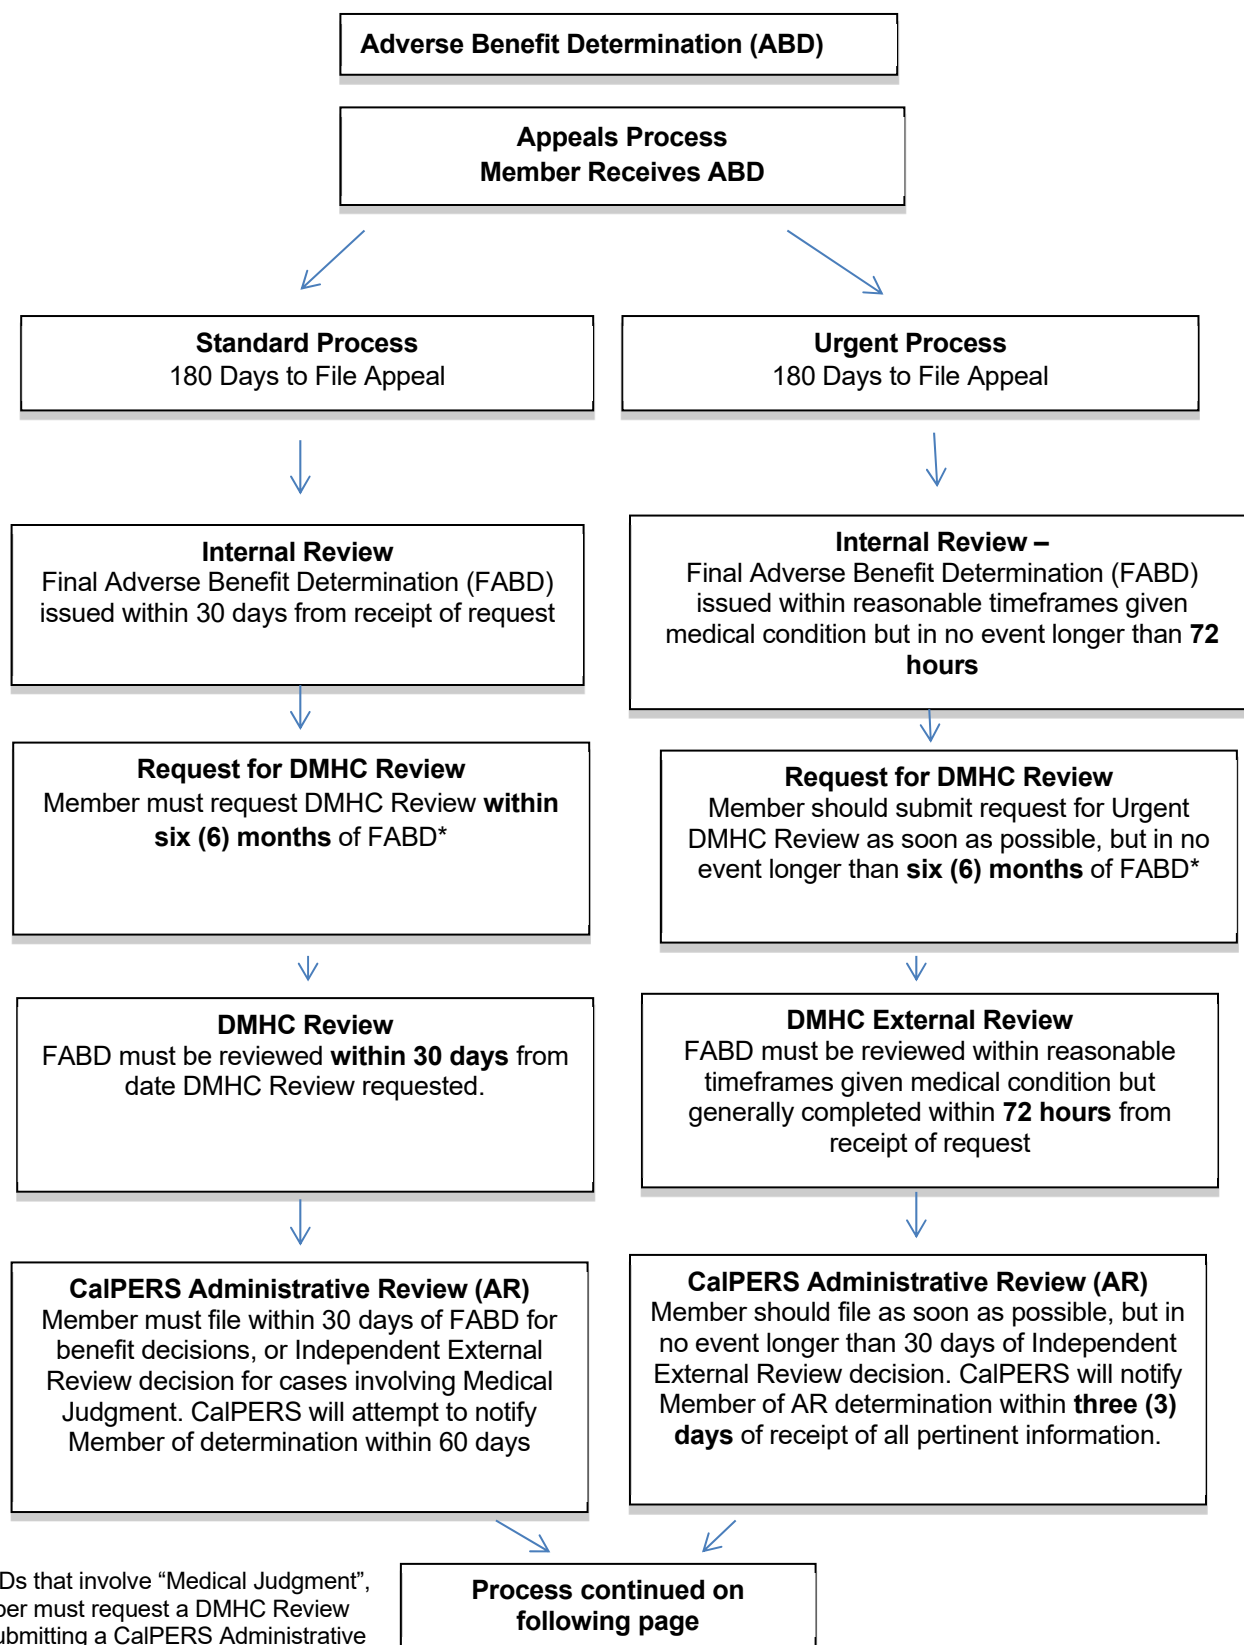 Adverse Benefit Determination (ABD)
Appeals Process
Member Receives ABD
Standard Process
180 Days to File Appeal
Urgent Process
180 Days to File Appeal
Internal Review
Final Adverse Benefit Determination (FABD)
issued within 30 days from receipt of request
Internal Review –
Final Adverse Benefit Determination (FABD)
issued within reasonable timeframes given
medical condition but in no event longer than 72
hours
Request for DMHC Review
Member must request DMHC Review within
six (6) months of FABD*
Request for DMHC Review
Member should submit request for Urgent
DMHC Review as soon as possible, but in no
event longer than six (6) months of FABD*
DMHC Review
FABD must be reviewed within 30 days from
date DMHC Review requested.
DMHC External Review
FABD must be reviewed within reasonable
timeframes given medical condition but
generally completed within 72 hours from
receipt of request
CalPERS Administrative Review (AR)
Member must file within 30 days of FABD for
benefit decisions, or Independent External
Review decision for cases involving Medical
Judgment. CalPERS will attempt to notify
Member of determination within 60 days
CalPERS Administrative Review (AR)
Member should file as soon as possible, but in
no event longer than 30 days of Independent
External Review decision. CalPERS will notify
Member of AR determination within three (3)
days of receipt of all pertinent information.
that involve “Medical Judgment”,
must request a DMHC Review
a CalPERS Administrative
Process continued on
following page